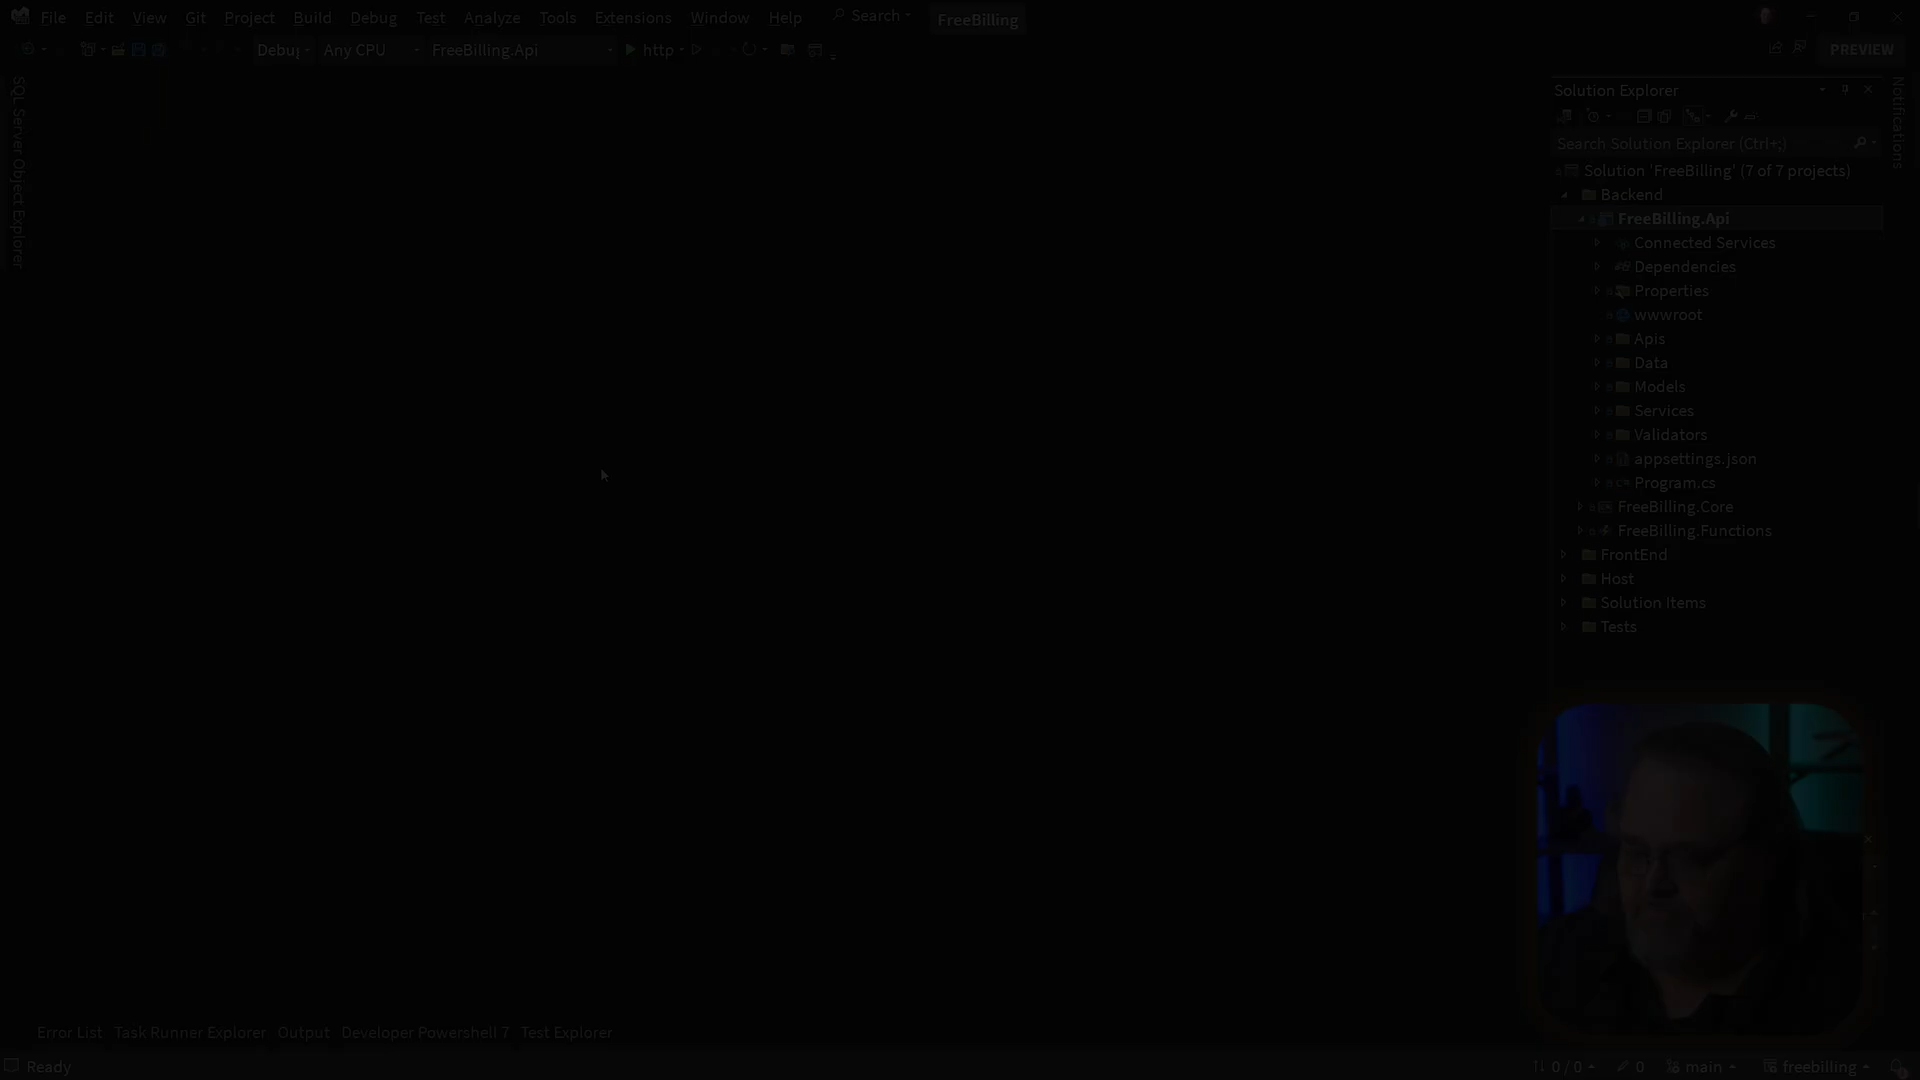 File Edit View Git Project Build Debug Test Analyze Tools Extensions Window Help Search FreeBilling
Debug Any CPU FreeBilling.Api http PREVIEW
SQL Server Object Explorer
Notifications
Solution Explorer
Search Solution Explorer (Ctrl+;)
Solution 'FreeBilling' (7 of 7 projects)
Backend
FreeBilling.Api
Connected Services
Dependencies
Properties
wwwroot
Apis
Data
Models
Services
Validators
appsettings.json
Program.cs
FreeBilling.Core
FreeBilling.Functions
FrontEnd
Host
Solution Items
Tests
Error List Task Runner Explorer Output Developer Powershell 7 Test Explorer
Ready 0 / 0 0 main freebilling